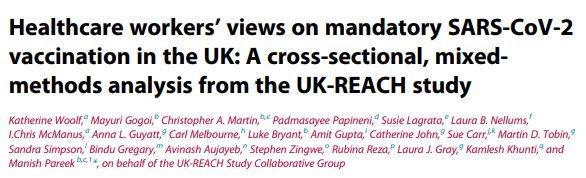 Healthcare workers’ views on mandatory SARS-CoV-2
vaccination in the UK: A cross-sectional, mixed-
methods analysis from the UK-REACH study
Katherine Woolf,a Mayuri Gogoi,b Christopher A. Martin,b,c Padmasayee Papineni,d Susie Lagrata,e Laura B. Nellums,f
I.Chris McManus,a Anna L. Guyatt,g Carl Melbourne,h Luke Bryant,b Amit Gupta,i Catherine John,g Sue Carr,j,k Martin D. Tobin,g
Sandra Simpson,l Bindu Gregary,m Avinash Aujayeb,n Stephen Zingwe,o Rubina Reza,p Laura J. Gray,g Kamlesh Khunti,q and
Manish Pareek b,c,1*, on behalf of the UK-REACH Study Collaborative Group